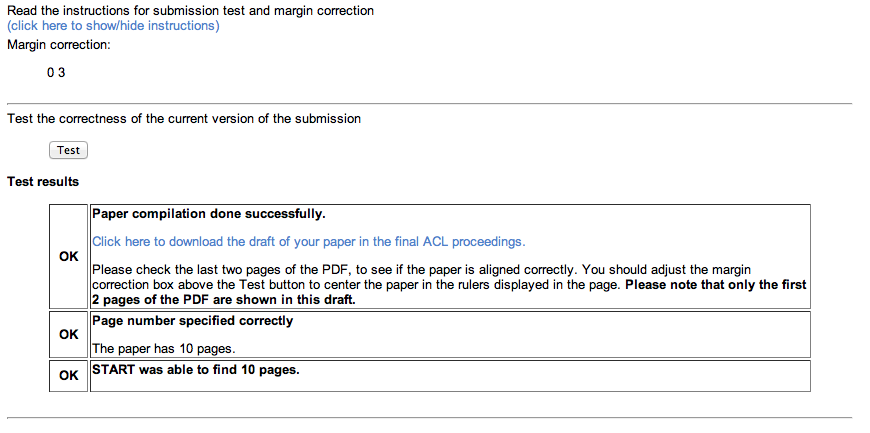 Read the instructions for submission test and margin correction
(click here to show/hide instructions)
Margin correction:
0 3
Test the correctness of the current version of the submission
Test
Test results
OK
Paper compilation done successfully.
Click here to download the draft of your paper in the final ACL proceedings.
Please check the last two pages of the PDF, to see if the paper is aligned correctly. You should adjust the margin
correction box above the Test button to center the paper in the rulers displayed in the page. Please note that only the first
2 pages of the PDF are shown in this draft.
OK
Page number specified correctly
The paper has 10 pages.
OK
START was able to find 10 pages.